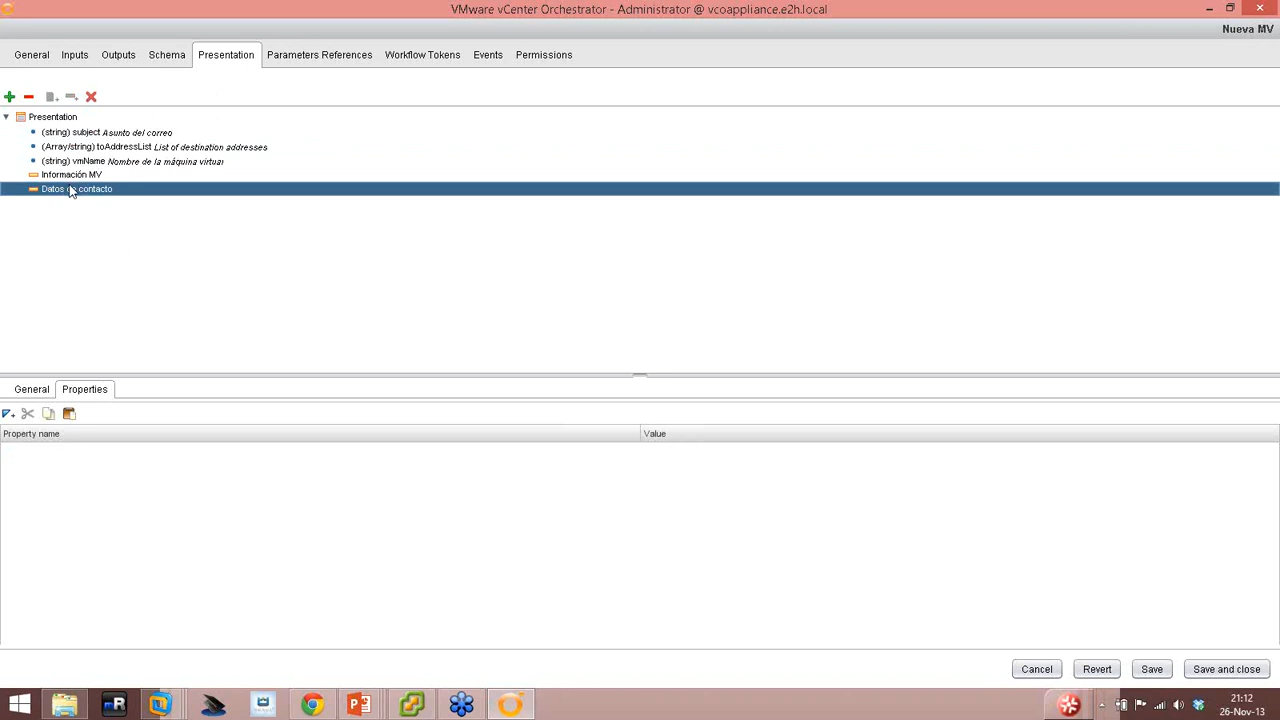 VMware vCenter Orchestrator - Administrator @ vcoappliance.e2h.local
Nueva MV
General Inputs Outputs Schema Presentation Parameters References Workflow Tokens Events Permissions
Presentation
(string) subject Asunto del correo
(Array/string) toAddressList List of destination addresses
(string) vmName Nombre de la máquina virtual
Información MV
Datos de contacto
General Properties
Property name Value
Cancel Revert Save Save and close
mR
21:12
26-Nov-13